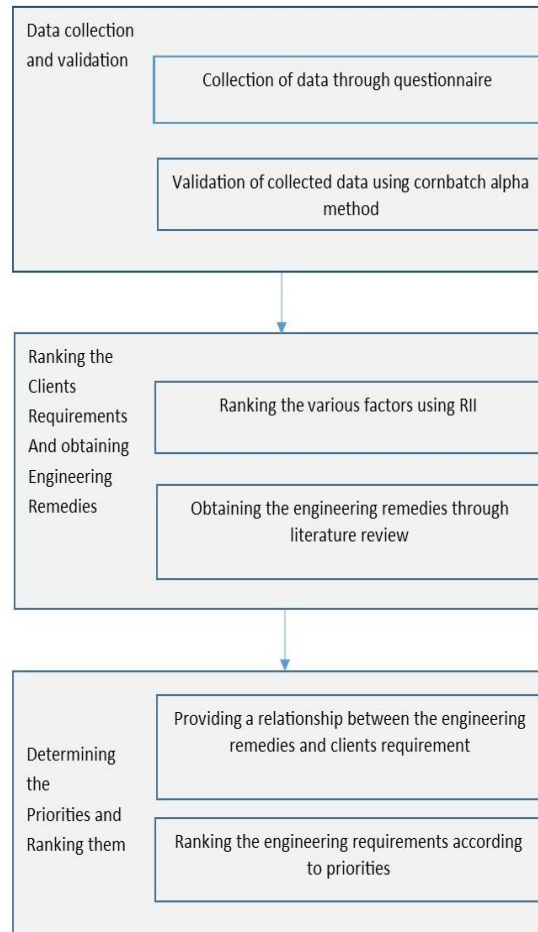 Data collection
and validation
Collection of data through questionnaire
Validation of collected data using cornbatch alpha
method
Ranking the
Clients
Requirements
And obtaining
Engineering
Remedies
Ranking the various factors using RII
Obtaining the engineering remedies through
literature review
Determining
the
Priorities and
Ranking them
Providing a relationship between the engineering
remedies and clients requirement
Ranking the engineering requirements according
to priorities